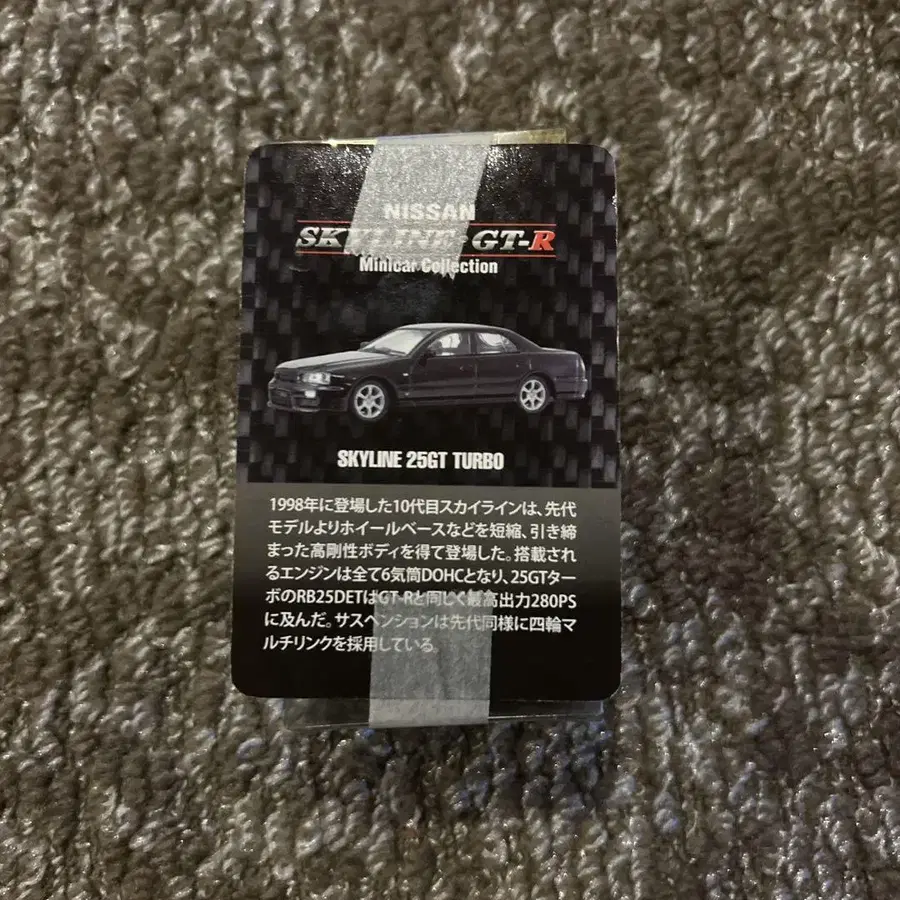 NISSAN
SKYLINE GT-R
Minicar Collection
SKYLINE 25GT TURBO
1998年に登場した10代目スカイラインは、先代
モデルよりホイールベースなどを短縮、引き締
まった高剛性ボディを得て登場した。搭載され
るエンジンは全て6気筒DOHCとなり、25GTター
ボのRB25DETはGT-Rと同じく最高出力280PS
に及んだ。サスペンションは先代同様に四輪マ
ルチリンクを採用している。